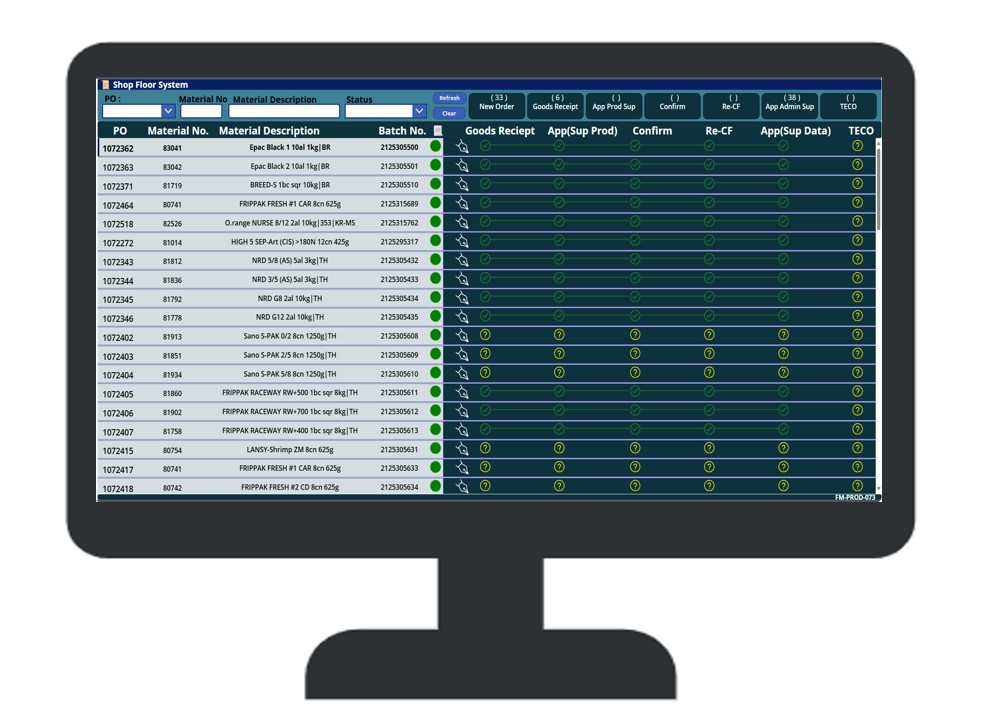 Shop Floor System
PO : Material No Material Description Status
Refresh
Clear
( 33 ) ( 6 ) ( ) ( ) ( ) ( 38 ) ( )
New Order Goods Receipt App Prod Sup Confirm Re-CF App Admin Sup TECO
PO Material No. Material Description Batch No. Goods Reciept App(Sup Prod) Confirm Re-CF App(Sup Data) TECO
1072362 83041 Epac Black 1 10al 1kg|BR 2125305500 ?
1072363 83042 Epac Black 2 10al 1kg|BR 2125305501 ?
1072371 81719 BREED-S 1bc sqr 10kg|BR 2125305510 ?
1072464 80741 FRIPPAK FRESH #1 CAR 8cn 625g 2125315689 ?
1072518 82526 O.range NURSE 8/12 2al 10kg|353|KR-MS 2125315762 ?
1072272 81014 HIGH 5 SEP-Art (CIS) >180N 12cn 425g 2125295317 ?
1072343 81812 NRD 5/8 (AS) 5al 3kg|TH 2125305432 ?
1072344 81836 NRD 3/5 (AS) 5al 3kg|TH 2125305433 ?
1072345 81792 NRD G8 2al 10kg|TH 2125305434 ?
1072346 81778 NRD G12 2al 10kg|TH 2125305435 ?
1072402 81913 Sano S-PAK 0/2 8cn 1250g|TH 2125305608 ? ? ? ? ? ?
1072403 81851 Sano S-PAK 2/5 8cn 1250g|TH 2125305609 ? ? ? ? ? ?
1072404 81934 Sano S-PAK 5/8 8cn 1250g|TH 2125305610 ? ? ? ? ? ?
1072405 81860 FRIPPAK RACEWAY RW+500 1bc sqr 8kg|TH 2125305611 ?
1072406 81902 FRIPPAK RACEWAY RW+700 1bc sqr 8kg|TH 2125305612 ?
1072407 81758 FRIPPAK RACEWAY RW+400 1bc sqr 8kg|TH 2125305613 ?
1072415 80754 LANSY-Shrimp ZM 8cn 625g 2125305631 ? ? ? ? ? ?
1072417 80741 FRIPPAK FRESH #1 CAR 8cn 625g 2125305633 ? ? ? ? ? ?
1072418 80742 FRIPPAK FRESH #2 CD 8cn 625g 2125305634 ? ? ? ? ? ?
FM-PROD-073